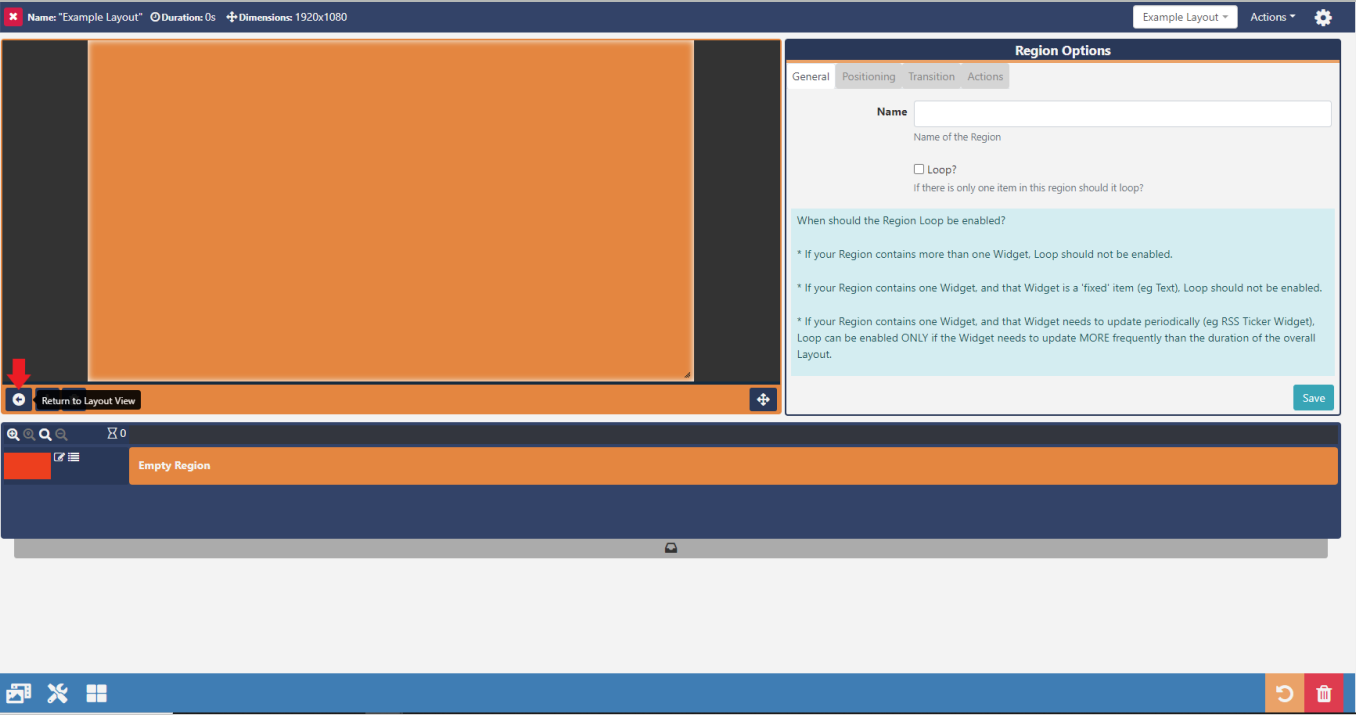 Name: "Example Layout" Duration: 0s Dimensions: 1920x1080
Example Layout
Actions
Region Options
General Positioning Transition Actions
Name
Name of the Region
Loop?
If there is only one item in this region should it loop?
When should the Region Loop be enabled?
* If your Region contains more than one Widget, Loop should not be enabled.
* If your Region contains one Widget, and that Widget is a 'fixed' item (eg Text), Loop should not be enabled.
* If your Region contains one Widget, and that Widget needs to update periodically (eg RSS Ticker Widget),
Loop can be enabled ONLY if the Widget needs to update MORE frequently than the duration of the overall
Layout.
Return to Layout View
Save
0
Empty Region